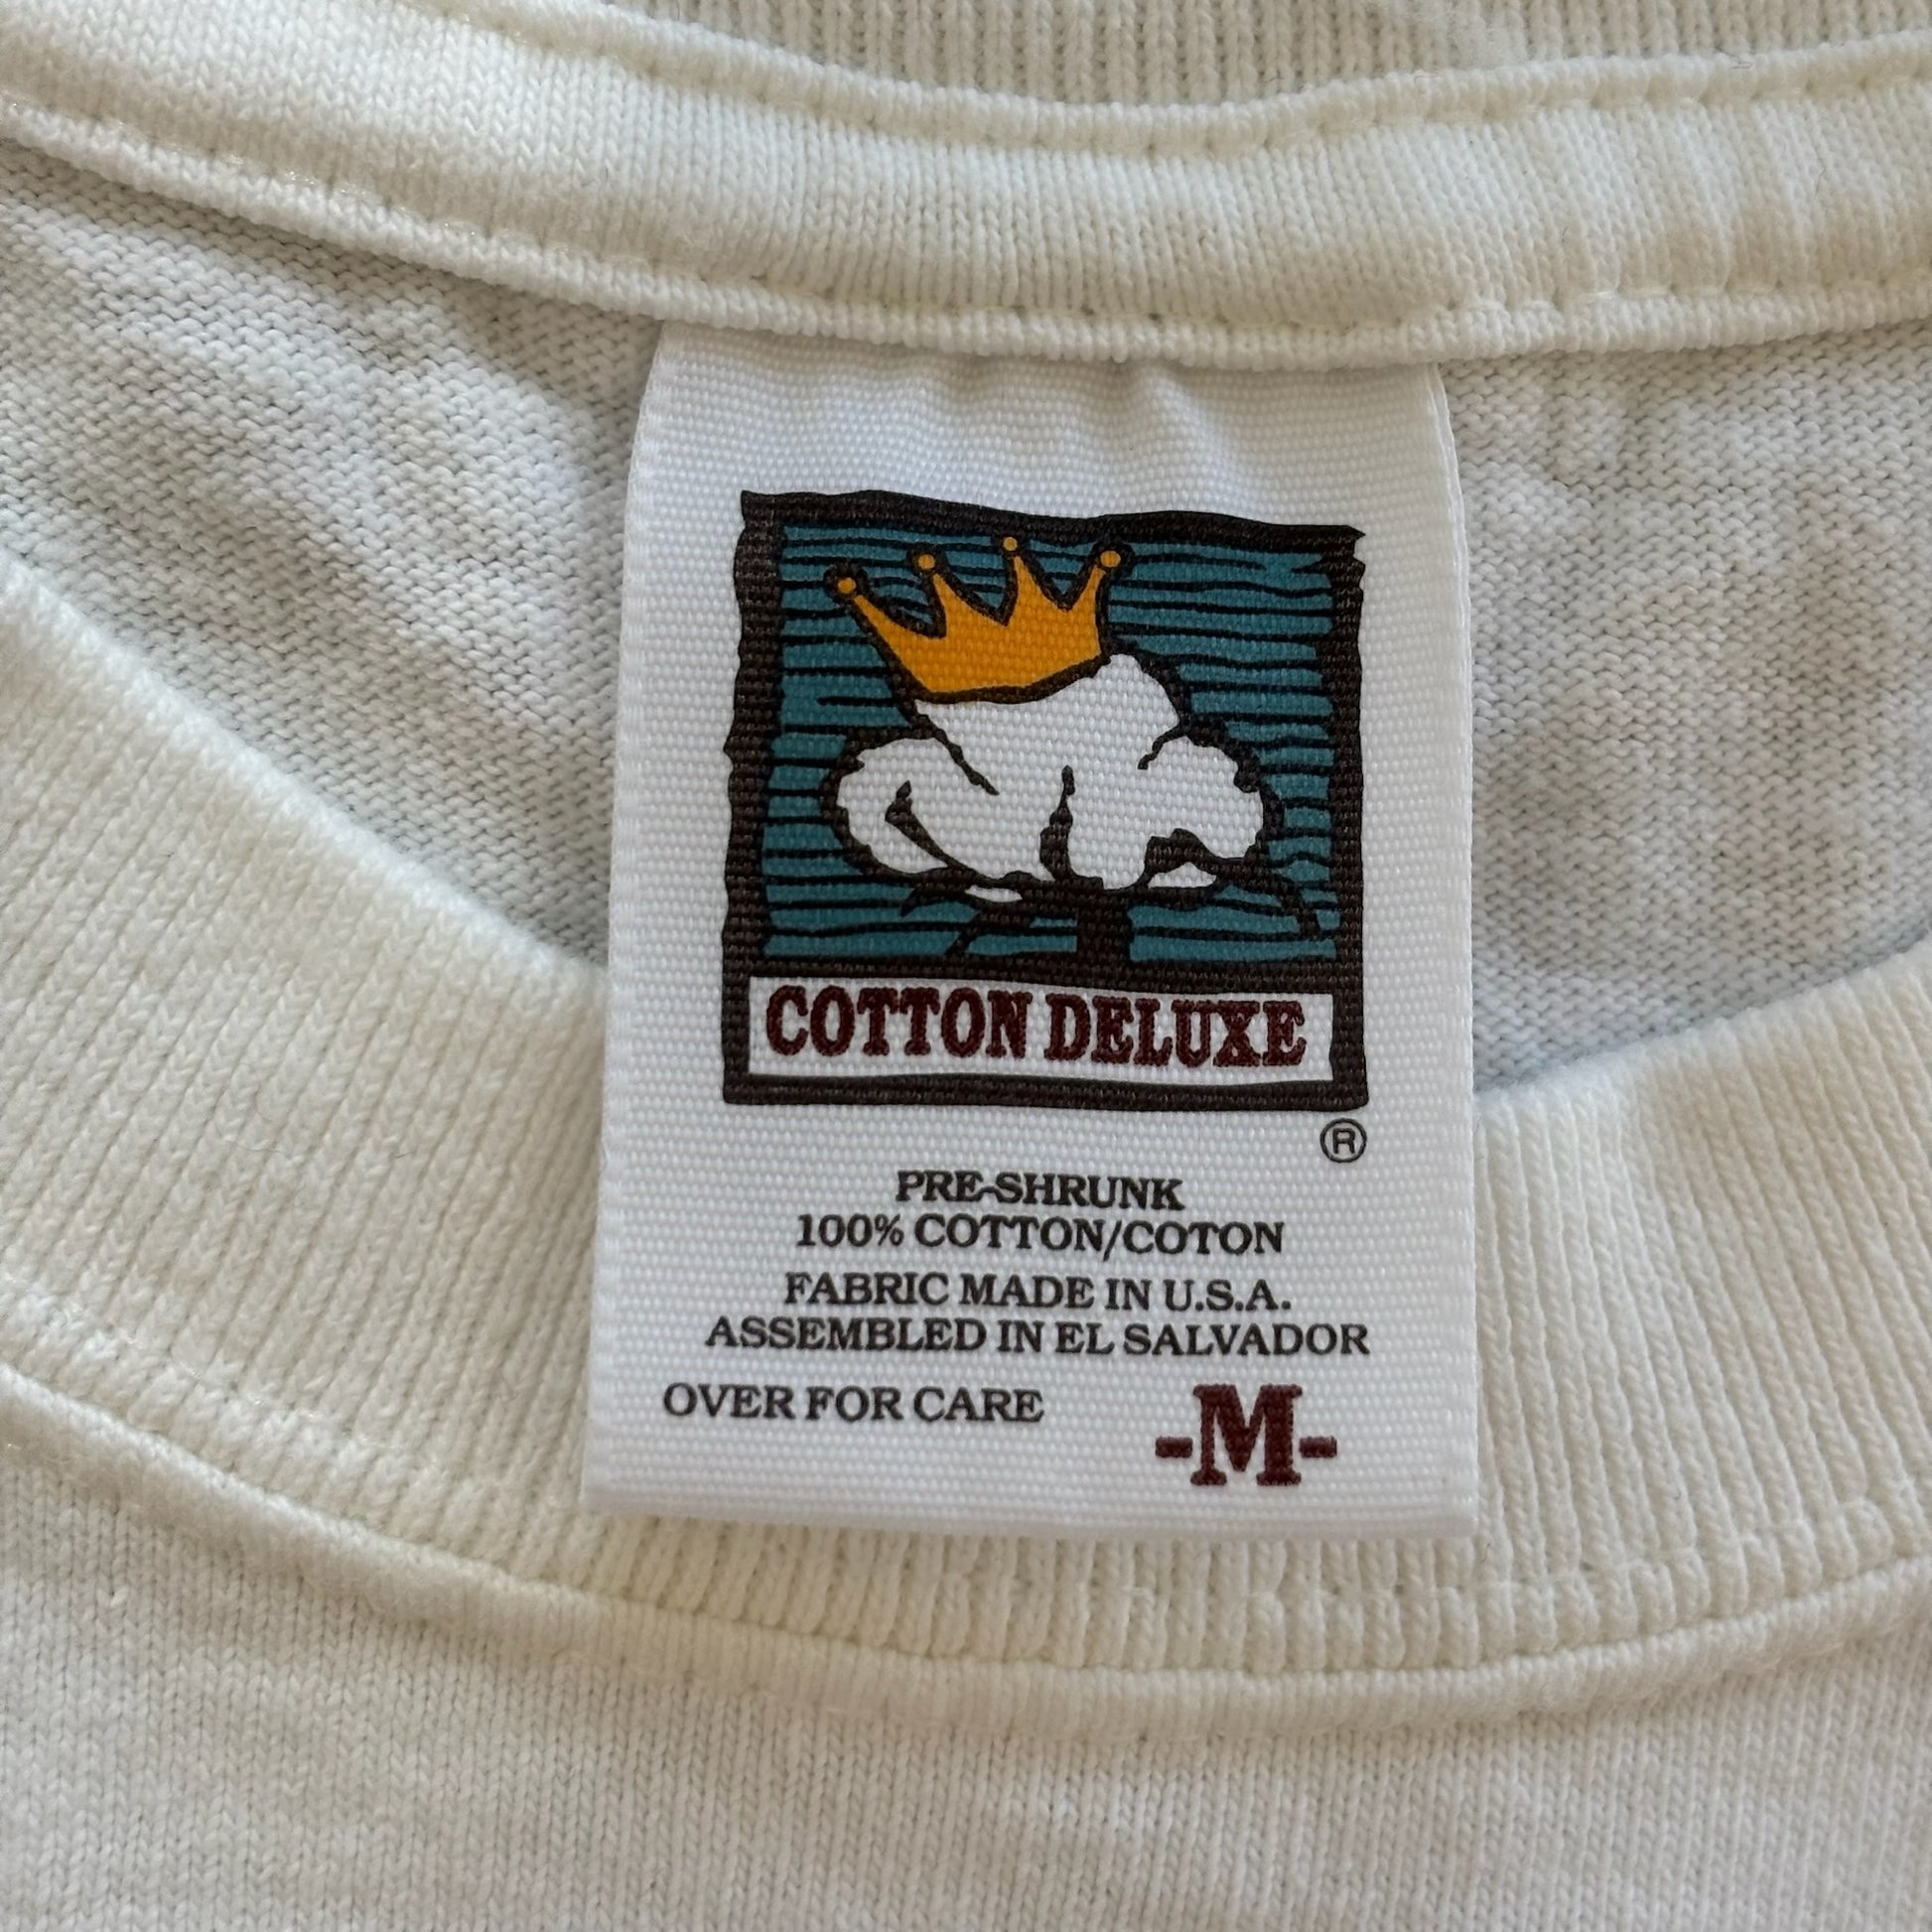 COTTON DELUXE
®
PRE-SHRUNK
100% COTTON/COTON
FABRIC MADE IN U.S.A.
ASSEMBLED IN EL SALVADOR
OVER FOR CARE
-M-